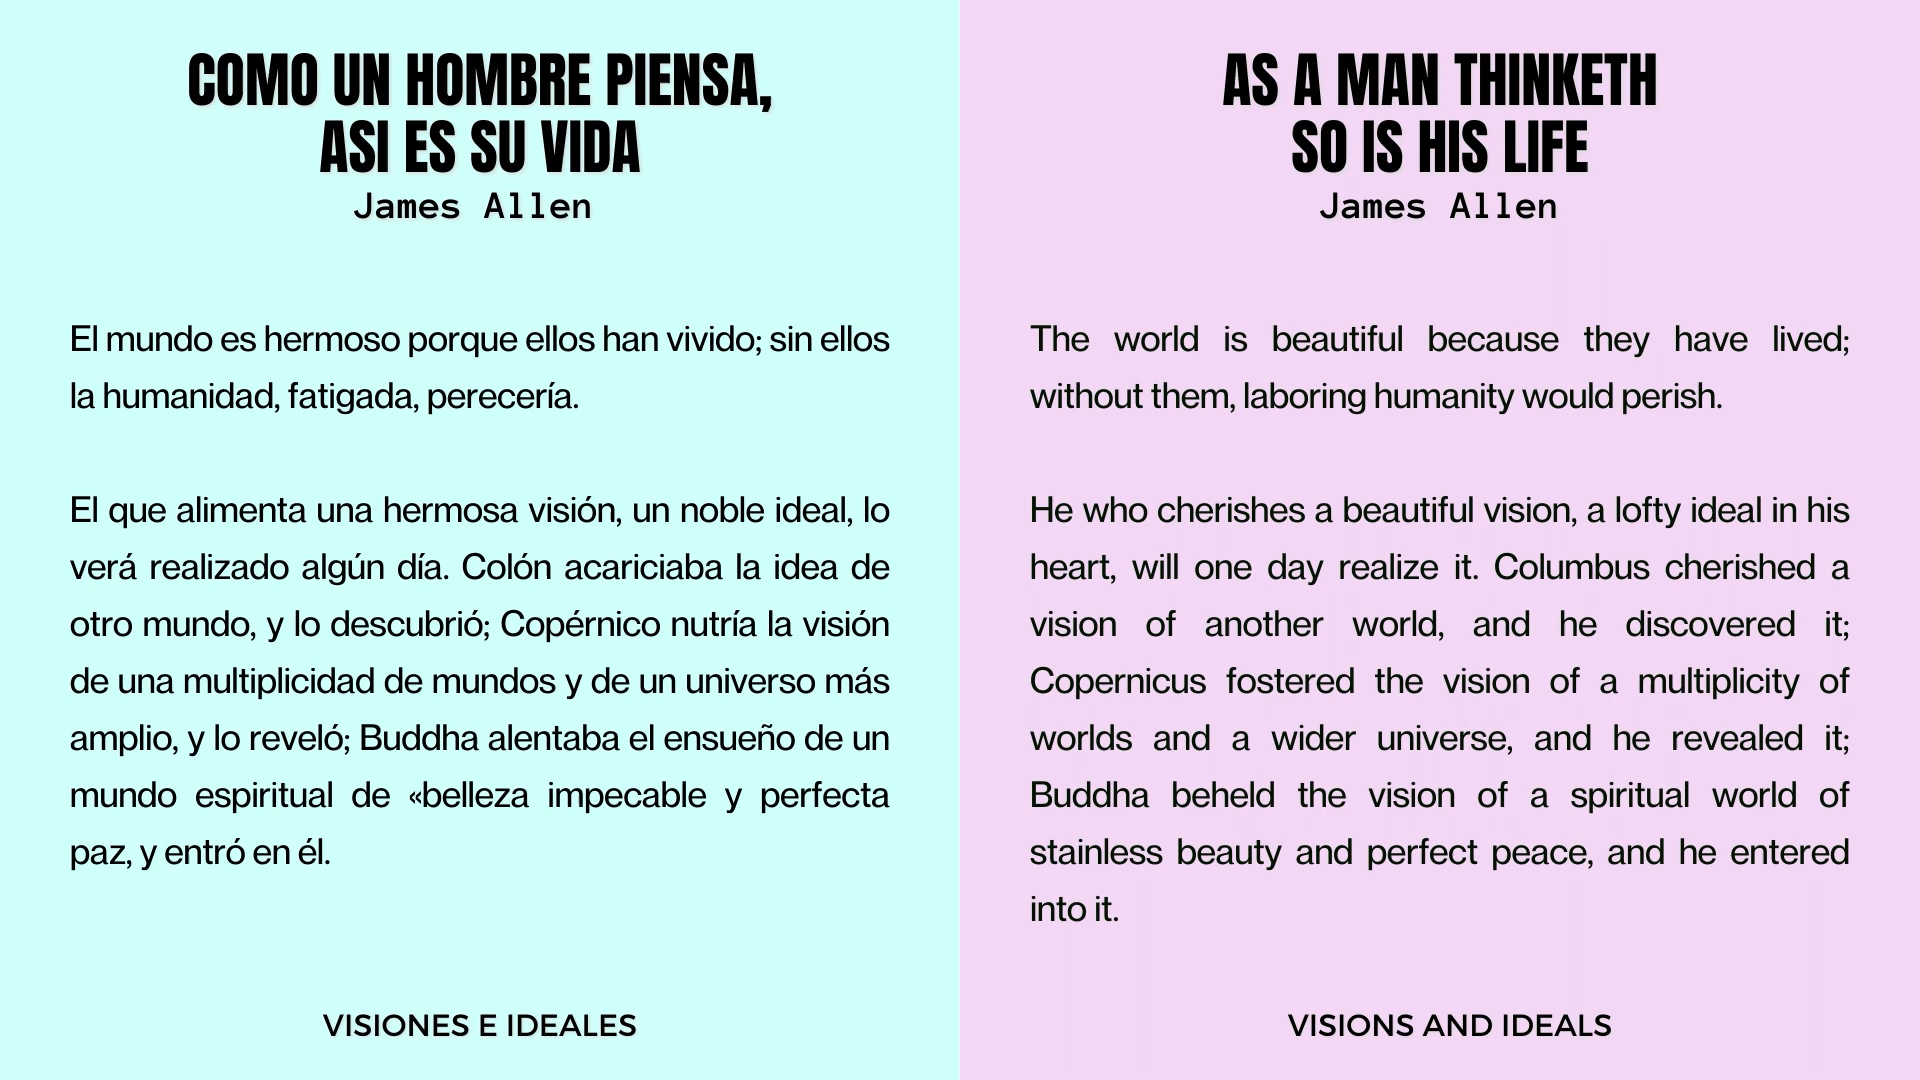 COMO UN HOMBRE PIENSA,
ASI ES SU VIDA
James Allen
El mundo es hermoso porque ellos han vivido; sin ellos
la humanidad, fatigada, perecería.
El que alimenta una hermosa visión, un noble ideal, lo
verá realizado algún día. Colón acariciaba la idea de
otro mundo, y lo descubrió; Copérnico nutría la visión
de una multiplicidad de mundos y de un universo más
amplio, y lo reveló; Buddha alentaba el ensueño de un
mundo espiritual de «belleza impecable y perfecta
paz, y entró en él.
VISIONES E IDEALES
AS A MAN THINKETH
SO IS HIS LIFE
James Allen
The world is beautiful because they have lived;
without them, laboring humanity would perish.
He who cherishes a beautiful vision, a lofty ideal in his
heart, will one day realize it. Columbus cherished a
vision of another world, and he discovered it;
Copernicus fostered the vision of a multiplicity of
worlds and a wider universe, and he revealed it;
Buddha beheld the vision of a spiritual world of
stainless beauty and perfect peace, and he entered
into it.
VISIONS AND IDEALS